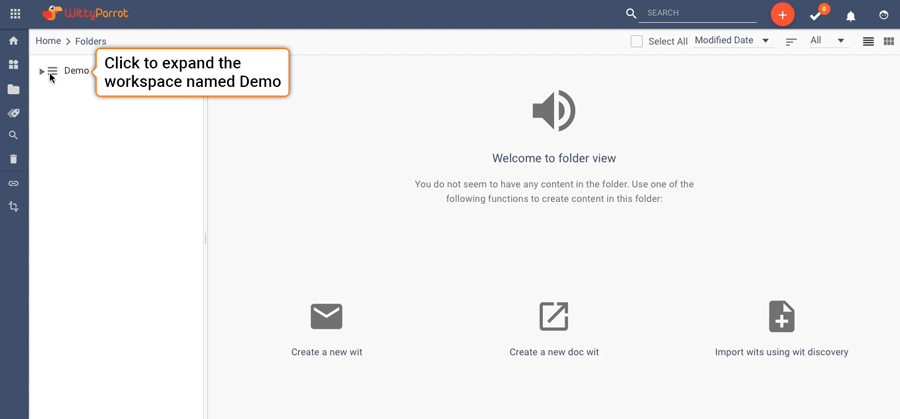 WittyParrot
SEARCH
6
Home > Folders
Select All
Modified Date
All
Demo
Click to expand the
workspace named Demo
Welcome to folder view
You do not seem to have any content in the folder. Use one of the
following functions to create content in this folder:
Create a new wit
Create a new doc wit
Import wits using wit discovery